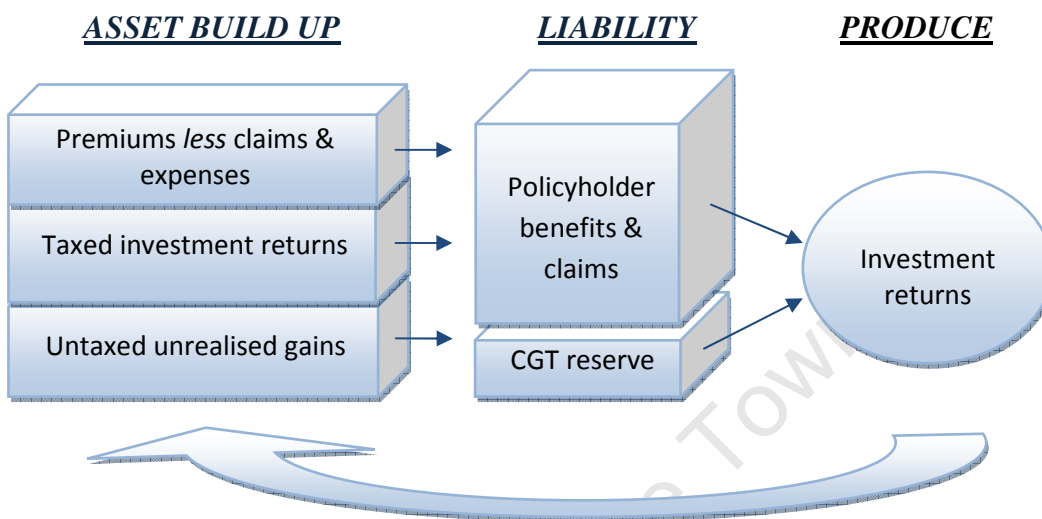 ASSET BUILD UP
LIABILITY
PRODUCE
Premiums less claims &
expenses
Taxed investment returns
Untaxed unrealised gains
Policyholder
benefits &
claims
CGT reserve
Investment
returns
Town